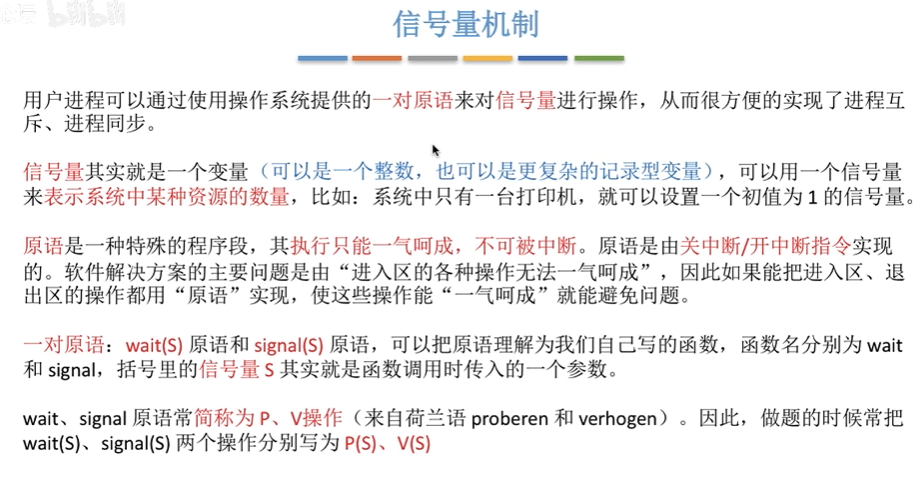 bilibili
信号量机制
用户进程可以通过使用操作系统提供的一对原语来对信号量进行操作，从而很方便的实现了进程互
斥、进程同步。
信号量其实就是一个变量（可以是一个整数，也可以是更复杂的记录型变量），可以用一个信号量
来表示系统中某种资源的数量，比如：系统中只有一台打印机，就可以设置一个初值为 1 的信号量。
原语是一种特殊的程序段，其执行只能一气呵成，不可被中断。原语是由关中断/开中断指令实现
的。软件解决方案的主要问题是由“进入区的各种操作无法一气呵成”，因此如果能把进入区、退
出区的操作都用“原语”实现，使这些操作能“一气呵成”就能避免问题。
一对原语：wait(S) 原语和 signal(S) 原语，可以把原语理解为我们自己写的函数，函数名分别为 wait
和 signal，括号里的信号量 S 其实就是函数调用时传入的一个参数。
wait、signal 原语常简称为 P、V操作（来自荷兰语 proberen 和 verhogen）。因此，做题的时候常把
wait(S)、signal(S) 两个操作分别写为 P(S)、V(S)